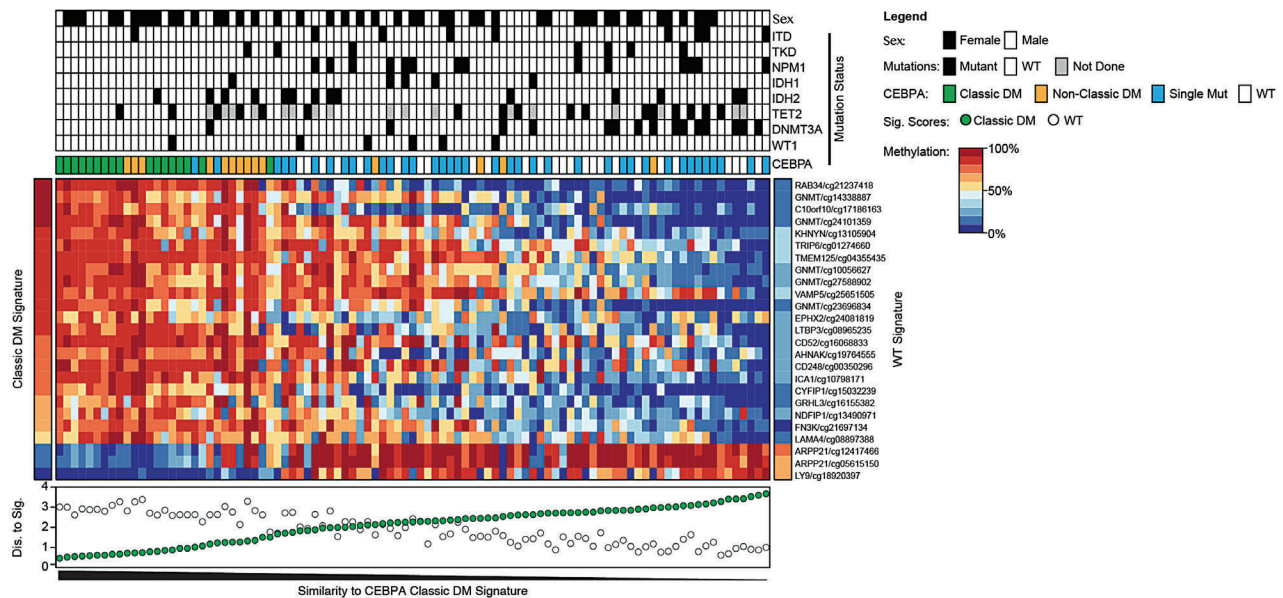 Sex
ITD
TKD
NPM1
IDH1
IDH2
TET2
DNMT3A
WT1
CEBPA
Mutation Status
Legend
Sex: Female Male
Mutations: Mutant WT Not Done
CEBPA: Classic DM Non-Classic DM Single Mut WT
Sig. Scores: Classic DM WT
Methylation: 100%
50%
0%
Classic DM Signature
RAB34/cg21237418
GNMT/cg14338887
C10orf10/cg17186163
GNMT/cg24101359
KHNYN/cg13105904
TRIP6/cg01274660
TMEM125/cg04355435
GNMT/cg10056627
GNMT/cg27588902
VAMP5/cg25651505
GNMT/cg23696834
EPHX2/cg24081819
LTBP3/cg08965235
CD52/cg16068833
AHNAK/cg19764555
CD248/cg00350296
ICA1/cg10798171
CYFIP1/cg15032239
GRHL3/cg16155382
NDFIP1/cg13490971
FN3K/cg21697134
LAMA4/cg08897388
ARPP21/cg12417466
ARPP21/cg05615150
LY9/cg18920397
WT Signature
Dis. to Sig.
4
3
2
1
0
Similarity to CEBPA Classic DM Signature